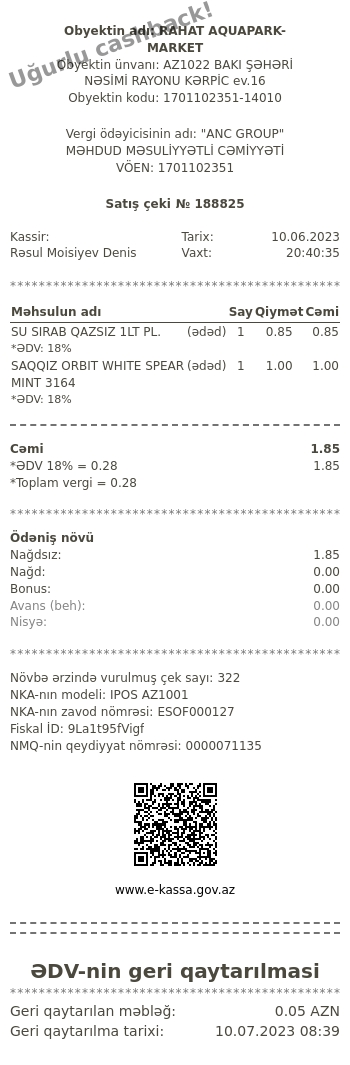 Uğurlu cashback!
Obyektin adı: RAHAT AQUAPARK-
MARKET
Obyektin ünvanı: AZ1022 BAKI ŞƏHƏRİ
NƏSİMİ RAYONU KƏRPİC ev.16
Obyektin kodu: 1701102351-14010
Vergi ödəyicisinin adı: "ANC GROUP"
MƏHDUD MƏSULİYYƏTLİ CƏMİYYƏTİ
VÖEN: 1701102351
Satış çeki № 188825
Kassir: Tarix: 10.06.2023
Rəsul Moisiyev Denis Vaxt: 20:40:35
**********************************************
Məhsulun adı Say Qiymət Cəmi
SU SIRAB QAZSIZ 1LT PL. (ədəd) 1 0.85 0.85
*ƏDV: 18%
SAQQIZ ORBIT WHITE SPEAR (ədəd) 1 1.00 1.00
MINT 3164
*ƏDV: 18%
Cəmi 1.85
*ƏDV 18% = 0.28 1.85
*Toplam vergi = 0.28
**********************************************
Ödəniş növü
Nağdsız: 1.85
Nağd: 0.00
Bonus: 0.00
Avans (beh): 0.00
Nisyə: 0.00
**********************************************
Növbə ərzində vurulmuş çek sayı: 322
NKA-nın modeli: IPOS AZ1001
NKA-nın zavod nömrəsi: ESOF000127
Fiskal İD: 9La1t95fVigf
NMQ-nin qeydiyyat nömrəsi: 0000071135
www.e-kassa.gov.az
ƏDV-nin geri qaytarılması
**********************************************
Geri qaytarılan məbləğ: 0.05 AZN
Geri qaytarılma tarixi: 10.07.2023 08:39